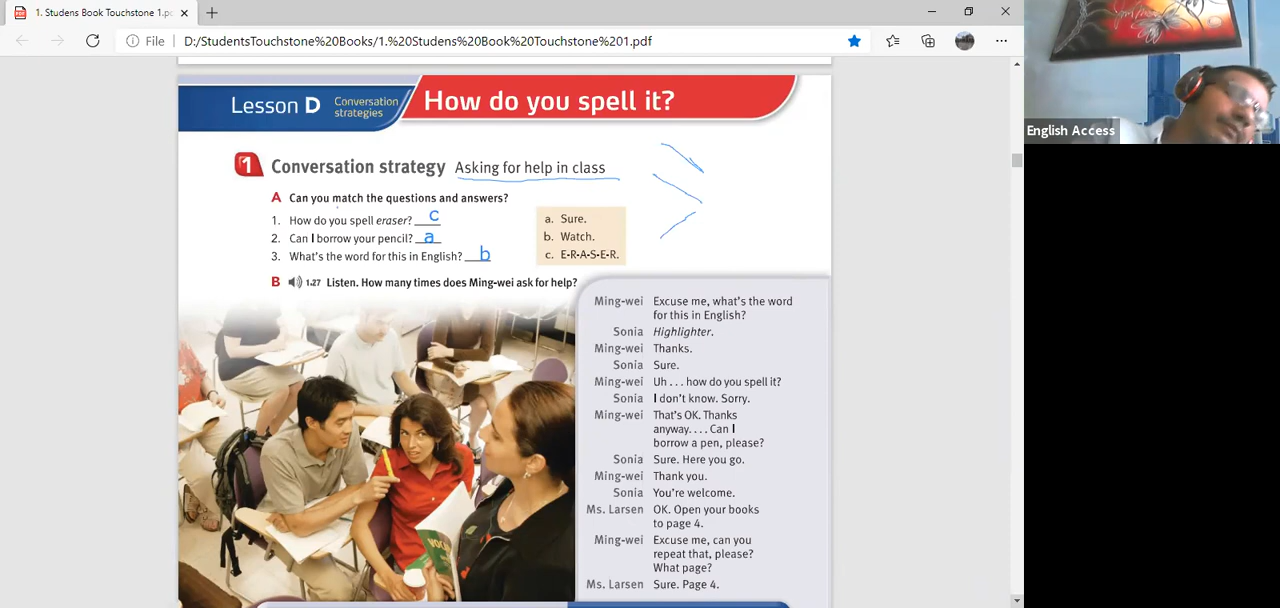 1. Studens Book Touchstone 1.p
File
D:/StudentsTouchstone%20Books/1.%20Studens%20Book%20Touchstone%201.pdf
Lesson D
Conversation
strategies
How do you spell it?
1 Conversation strategy Asking for help in class
A Can you match the questions and answers?
1. How do you spell eraser? c
2. Can I borrow your pencil? a
3. What's the word for this in English? b
a. Sure.
b. Watch.
c. E-R-A-S-E-R.
B 1.27 Listen. How many times does Ming-wei ask for help?
Ming-wei Excuse me, what's the word
for this in English?
Sonia Highlighter.
Ming-wei Thanks.
Sonia Sure.
Ming-wei Uh . . . how do you spell it?
Sonia I don't know. Sorry.
Ming-wei That's OK. Thanks
anyway. . . . Can I
borrow a pen, please?
Sonia Sure. Here you go.
Ming-wei Thank you.
Sonia You're welcome.
Ms. Larsen OK. Open your books
to page 4.
Ming-wei Excuse me, can you
repeat that, please?
What page?
Ms. Larsen Sure. Page 4.
English Access